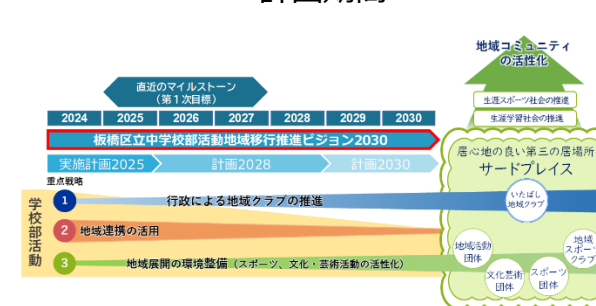 計画期間
地域コミュニティ
の活性化
直近のマイルストーン
(第1次目標)
生涯スポーツ社会の推進
生涯学習社会の推進
2024 2025 2026 2027 2028 2029 2030
板橋区立中学校部活動地域移行推進ビジョン2030
実施計画2025 計画2028 計画2030
居心地の良い第三の居場所
サードプレイス
重点戦略
学校部活動
1 行政による地域クラブの推進
いたばし
地域クラブ
2 地域連携の活用
3 地域展開の環境整備(スポーツ、文化・芸術活動の活性化)
地域活動
団体
文化芸術
団体
スポーツ
団体
地域
スポーツ
クラブ